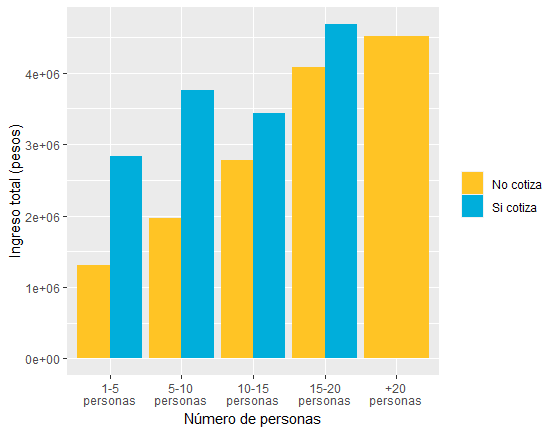 Ingreso total (pesos)
4e+06
3e+06
2e+06
1e+06
0e+00
1-5
personas
5-10
personas
10-15
personas
15-20
personas
+20
personas
Número de personas
No cotiza
Si cotiza